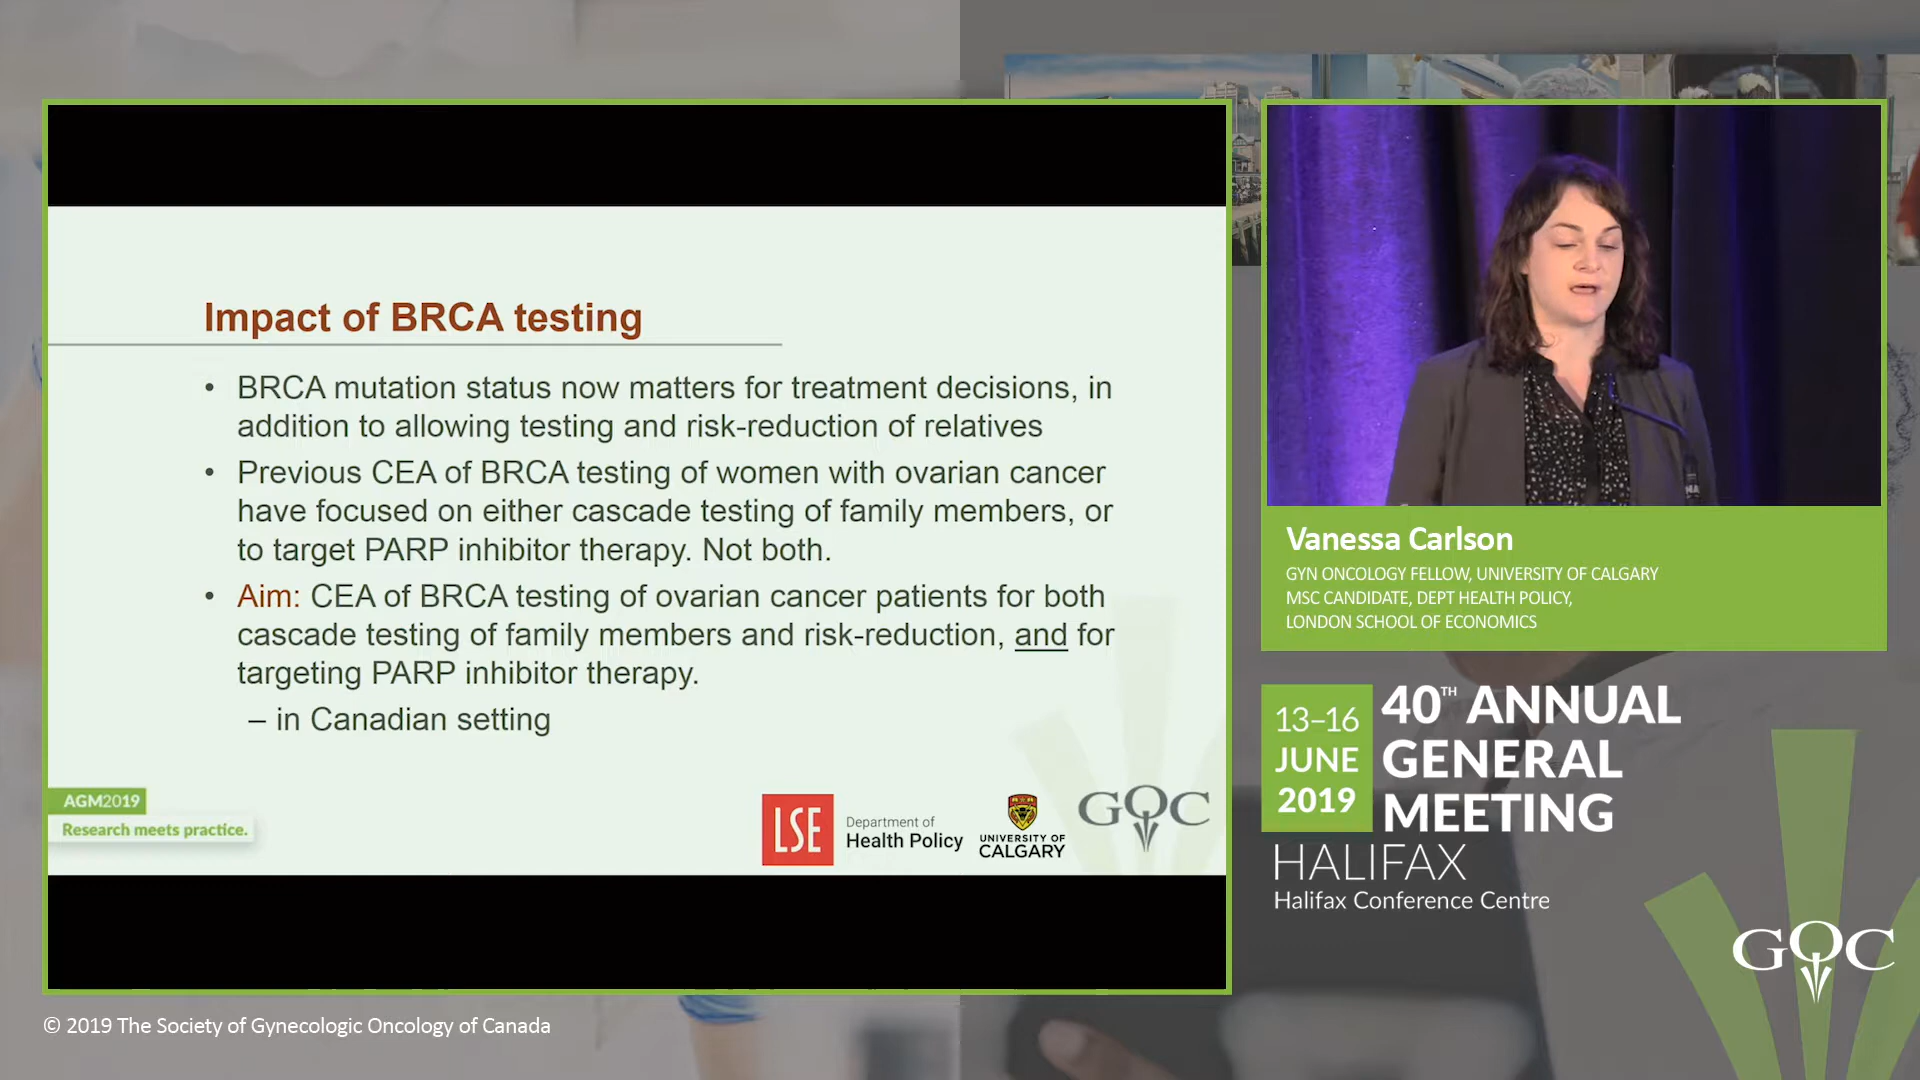 Impact of BRCA testing
• BRCA mutation status now matters for treatment decisions, in
addition to allowing testing and risk-reduction of relatives
• Previous CEA of BRCA testing of women with ovarian cancer
have focused on either cascade testing of family members, or
to target PARP inhibitor therapy. Not both.
• Aim: CEA of BRCA testing of ovarian cancer patients for both
cascade testing of family members and risk-reduction, and for
targeting PARP inhibitor therapy.
– in Canadian setting
AGM2019
Research meets practice.
LSE
Department of
Health Policy
UNIVERSITY OF
CALGARY
GOC
Vanessa Carlson
GYN ONCOLOGY FELLOW, UNIVERSITY OF CALGARY
MSC CANDIDATE, DEPT HEALTH POLICY,
LONDON SCHOOL OF ECONOMICS
13–16
JUNE
2019
40TH ANNUAL
GENERAL
MEETING
HALIFAX
Halifax Conference Centre
GOC
© 2019 The Society of Gynecologic Oncology of Canada